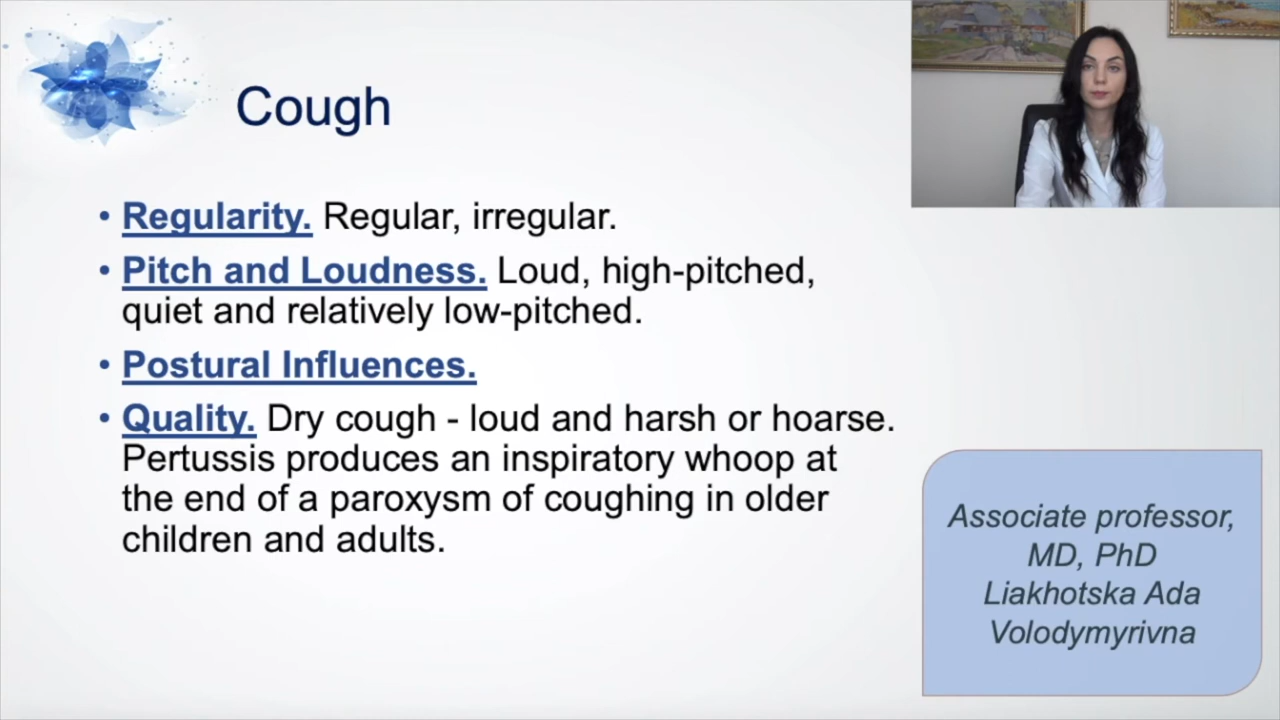 Cough
• Regularity. Regular, irregular.
• Pitch and Loudness. Loud, high-pitched,
quiet and relatively low-pitched.
• Postural Influences.
• Quality. Dry cough - loud and harsh or hoarse.
Pertussis produces an inspiratory whoop at
the end of a paroxysm of coughing in older
children and adults.
Associate professor,
MD, PhD
Liakhotska Ada
Volodymyrivna